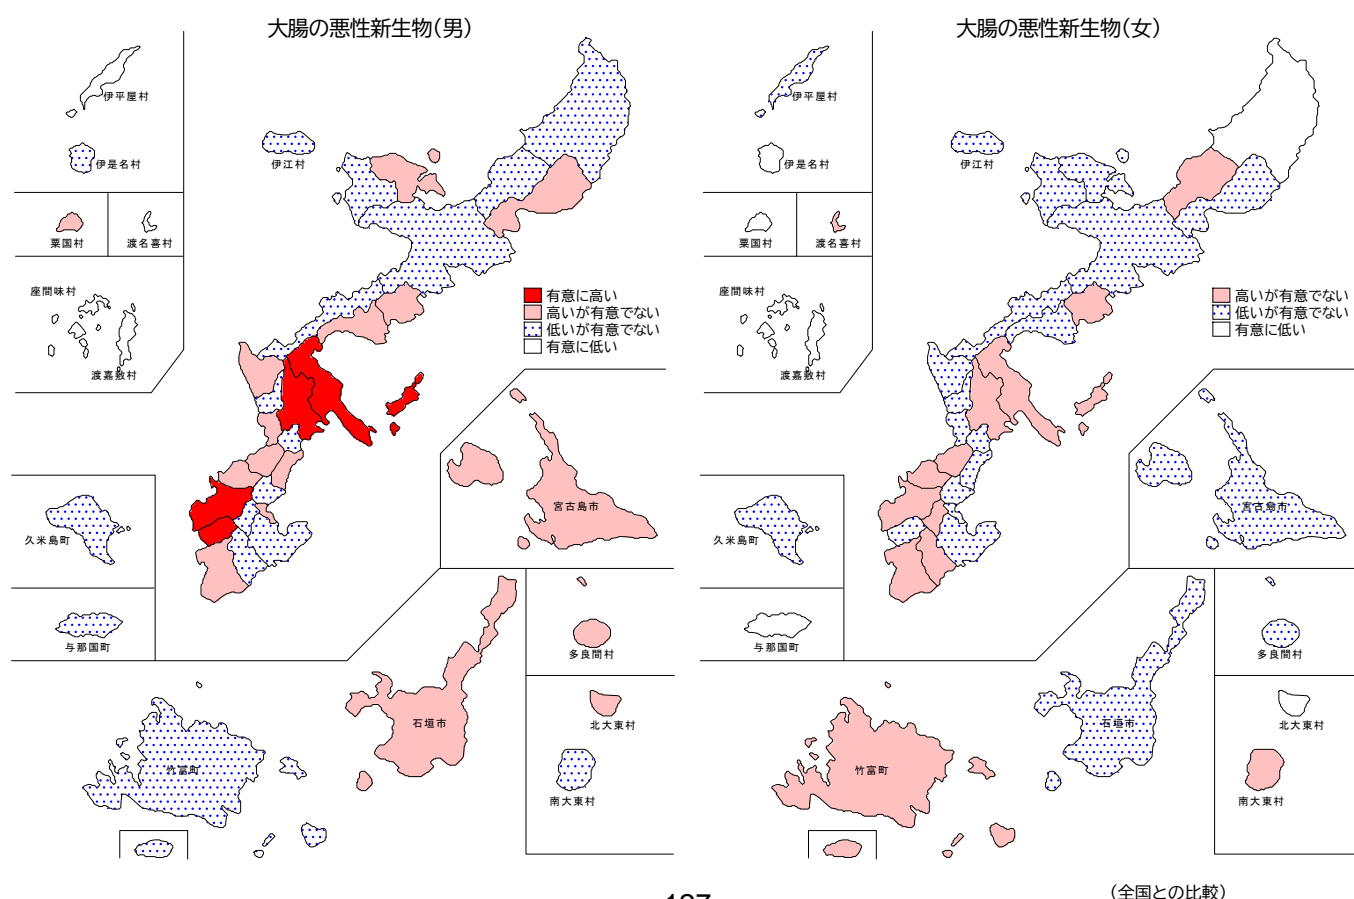 大腸の悪性新生物(男)
伊平屋村
伊是名村
伊江村
粟国村
渡名喜村
座間味村
渡嘉敷村
有意に高い
高いが有意でない
低いが有意でない
有意に低い
久米島町
宮古島市
与那国町
多良間村
石垣市
北大東村
竹富町
南大東村
大腸の悪性新生物(女)
伊平屋村
伊是名村
伊江村
粟国村
渡名喜村
座間味村
渡嘉敷村
高いが有意でない
低いが有意でない
有意に低い
久米島町
宮古島市
与那国町
多良間村
石垣市
北大東村
竹富町
南大東村
(全国との比較)